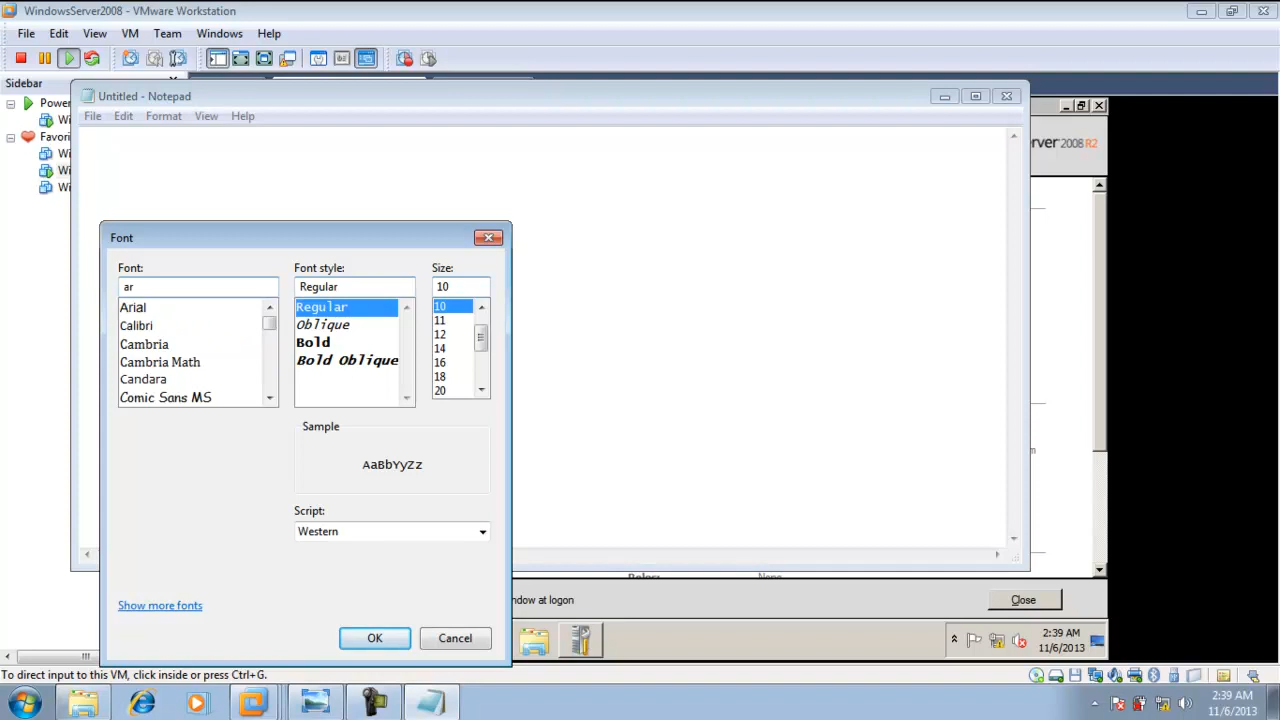 WindowsServer2008 - VMware Workstation
File Edit View VM Team Windows Help
Sidebar
Power
Favori
Untitled - Notepad
File Edit Format View Help
rver 2008 R2
Font
Font: Font style: Size:
ar Regular 10
Arial
Calibri
Cambria
Cambria Math
Candara
Comic Sans MS
Regular
Oblique
Bold
Bold Oblique
10
11
12
14
16
18
20
Sample
AaBbYyZz
Script:
Western
Show more fonts
OK Cancel
ndow at logon
Close
2:39 AM
11/6/2013
To direct input to this VM, click inside or press Ctrl+G.
2:39 AM
11/6/2013